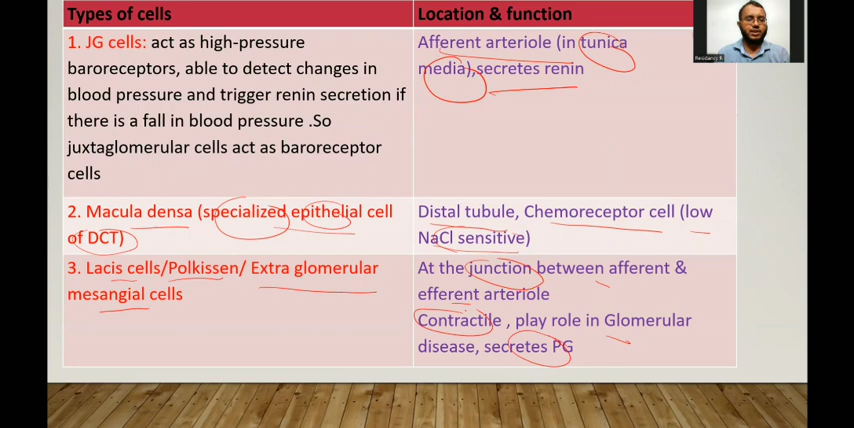 Types of cells
Location & function
1. JG cells: act as high-pressure
baroreceptors, able to detect changes in
blood pressure and trigger renin secretion if
there is a fall in blood pressure .So
juxtaglomerular cells act as baroreceptor
cells
Afferent arteriole (in tunica
media),secretes renin
2. Macula densa (specialized epithelial cell
of DCT)
Distal tubule, Chemoreceptor cell (low
NaCl sensitive)
3. Lacis cells/Polkissen/ Extra glomerular
mesangial cells
At the junction between afferent &
efferent arteriole
Contractile , play role in Glomerular
disease, secretes PG